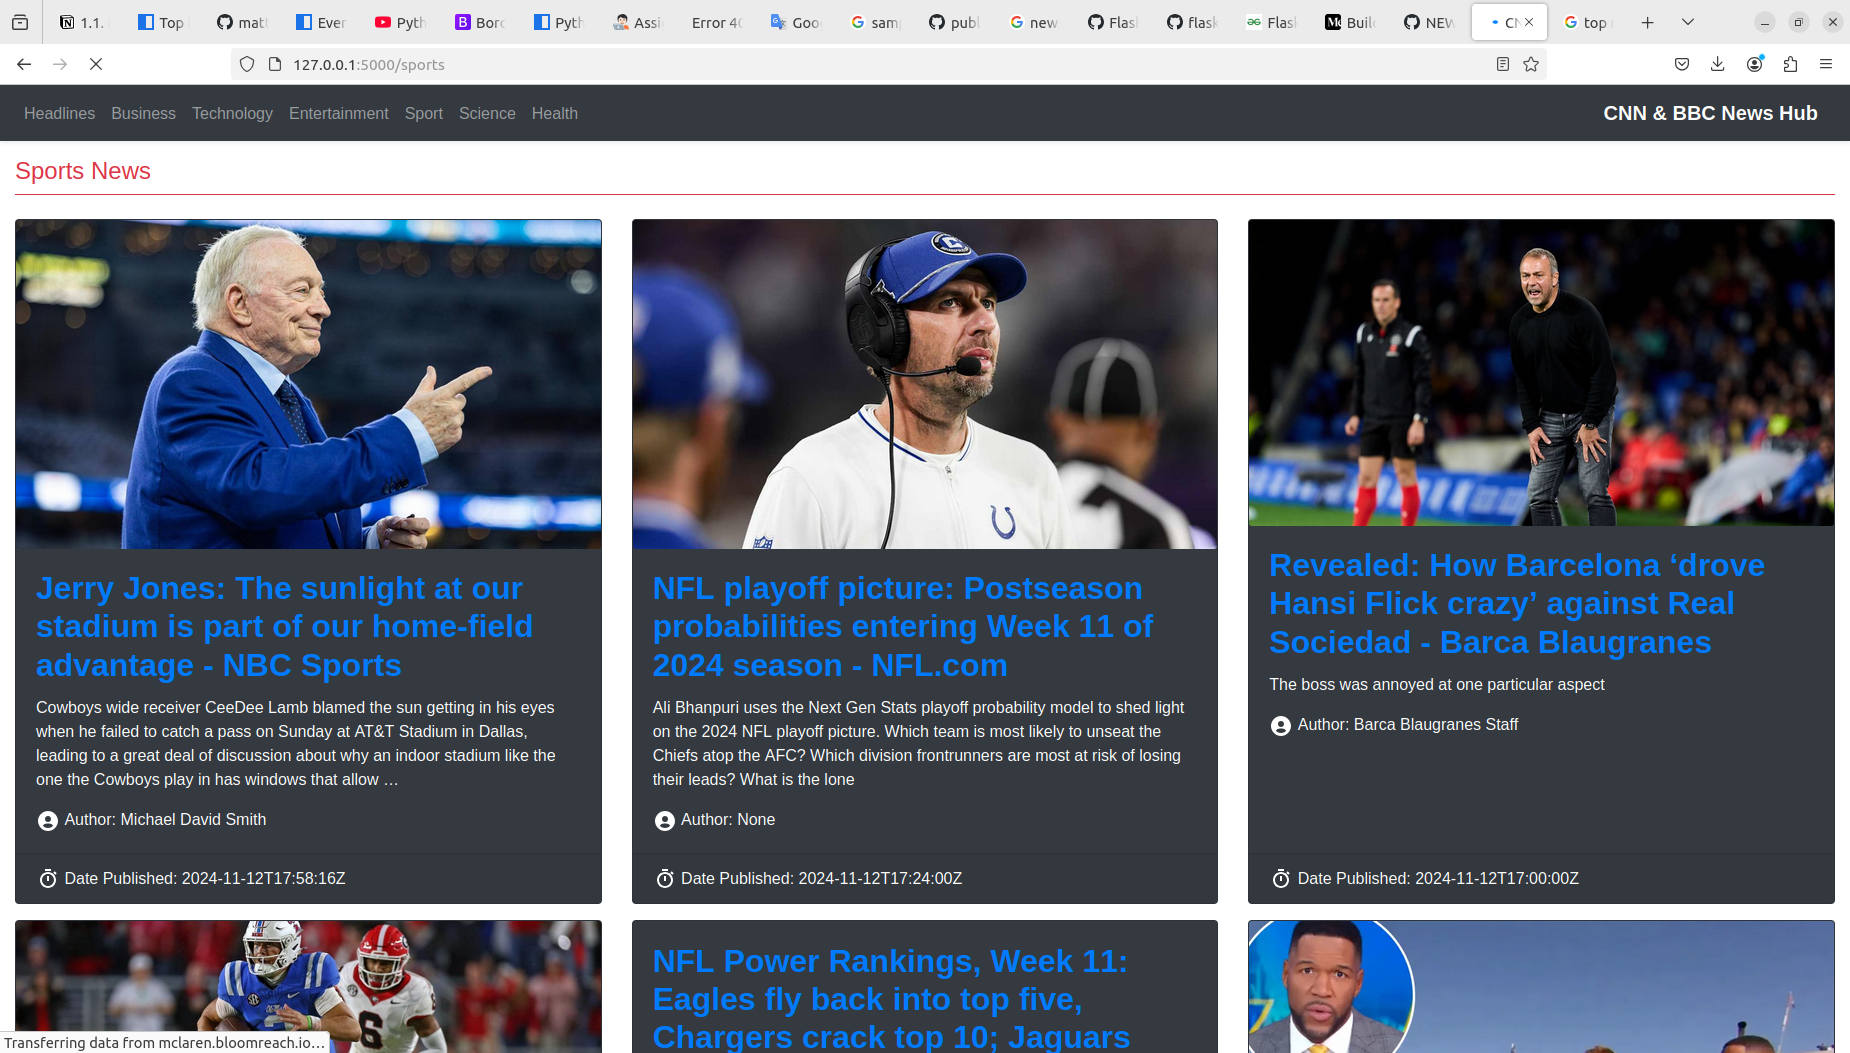 1.1.
Top
mat
Ever
Pyth
Borc
Pyth
Assi
Error 40
Goo
sam
publ
new
Flas
flask
Flas
Buil
NEW
CN
top
127.0.0.1:5000/sports
Headlines Business Technology Entertainment Sport Science Health
CNN & BBC News Hub
Sports News
Jerry Jones: The sunlight at our
stadium is part of our home-field
advantage - NBC Sports
Cowboys wide receiver CeeDee Lamb blamed the sun getting in his eyes
when he failed to catch a pass on Sunday at AT&T Stadium in Dallas,
leading to a great deal of discussion about why an indoor stadium like the
one the Cowboys play in has windows that allow …
Author: Michael David Smith
Date Published: 2024-11-12T17:58:16Z
NFL playoff picture: Postseason
probabilities entering Week 11 of
2024 season - NFL.com
Ali Bhanpuri uses the Next Gen Stats playoff probability model to shed light
on the 2024 NFL playoff picture. Which team is most likely to unseat the
Chiefs atop the AFC? Which division frontrunners are most at risk of losing
their leads? What is the lone
Author: None
Date Published: 2024-11-12T17:24:00Z
Revealed: How Barcelona ‘drove
Hansi Flick crazy’ against Real
Sociedad - Barca Blaugranes
The boss was annoyed at one particular aspect
Author: Barca Blaugranes Staff
Date Published: 2024-11-12T17:00:00Z
NFL Power Rankings, Week 11:
Eagles fly back into top five,
Chargers crack top 10; Jaguars
6
7
Transferring data from mclaren.bloomreach.io…